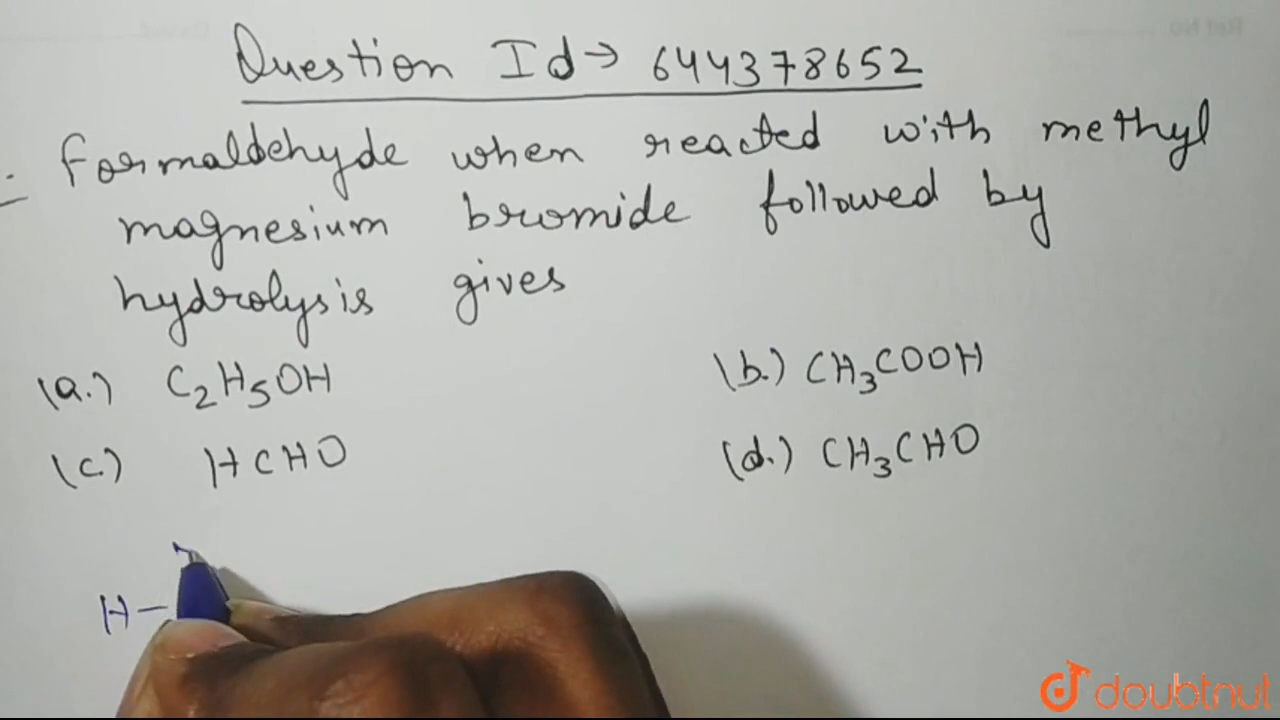 Question Id→ 644378652
Formaldehyde when reacted with methyl
magnesium bromide followed by
hydrolysis gives
(a.) C₂H₅OH (b.) CH₃COOH
(c.) HCHO (d.) CH₃CHO
H—
doubtnut